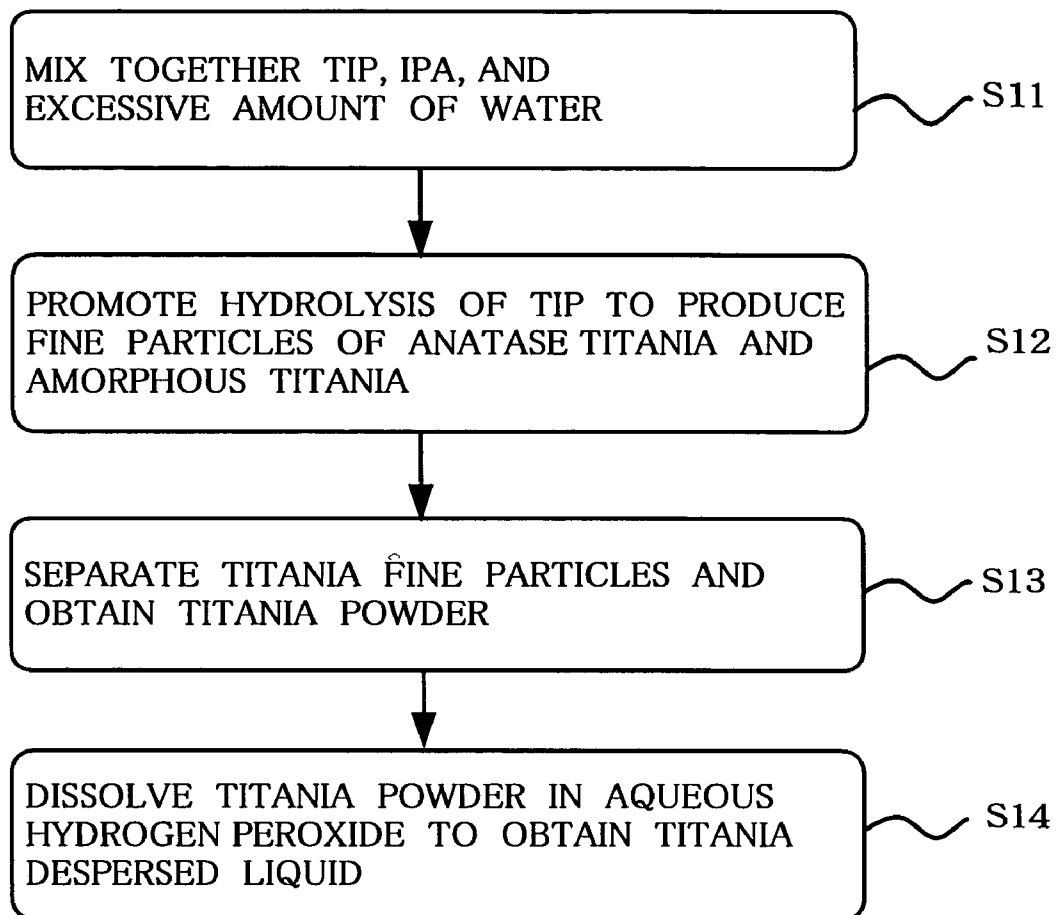 MIX TOGETHER TIP, IPA, AND
EXCESSIVE AMOUNT OF WATER
S11
PROMOTE HYDROLYSIS OF TIP TO PRODUCE
FINE PARTICLES OF ANATASE TITANIA AND
AMORPHOUS TITANIA
S12
SEPARATE TITANIA FINE PARTICLES AND
OBTAIN TITANIA POWDER
S13
DISSOLVE TITANIA POWDER IN AQUEOUS
HYDROGEN PEROXIDE TO OBTAIN TITANIA
DESPERSED LIQUID
S14